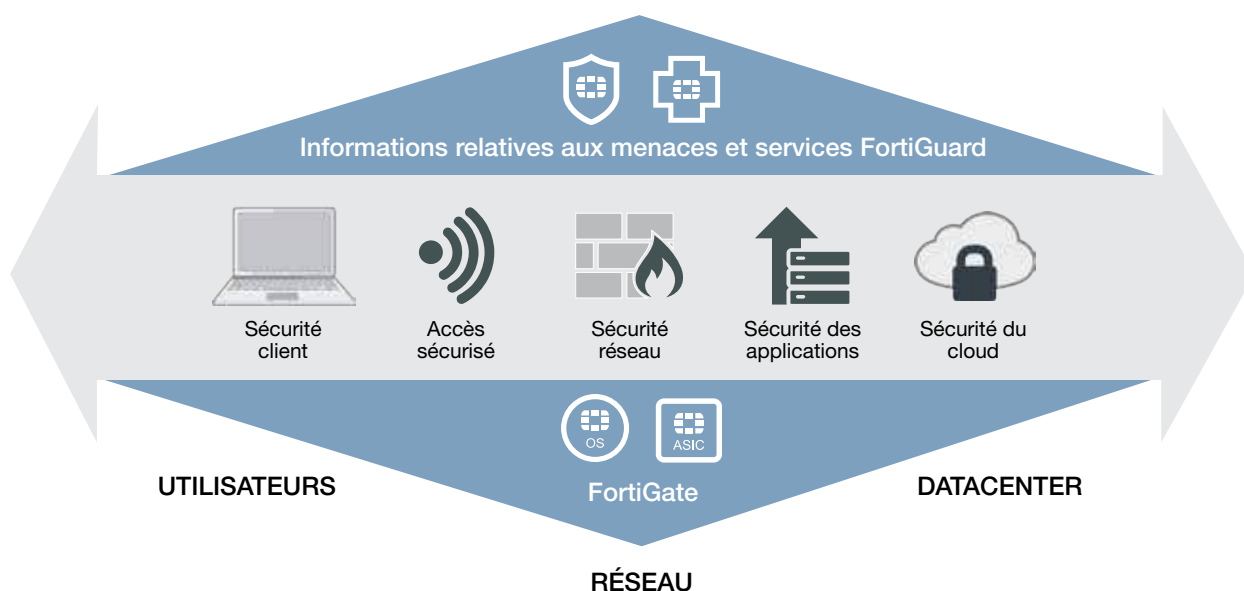 Informations relatives aux menaces et services FortiGuard
Sécurité
client
Accès
sécurisé
Sécurité
réseau
Sécurité des
applications
Sécurité du
cloud
OS
ASIC
FortiGate
UTILISATEURS
DATACENTER
RÉSEAU